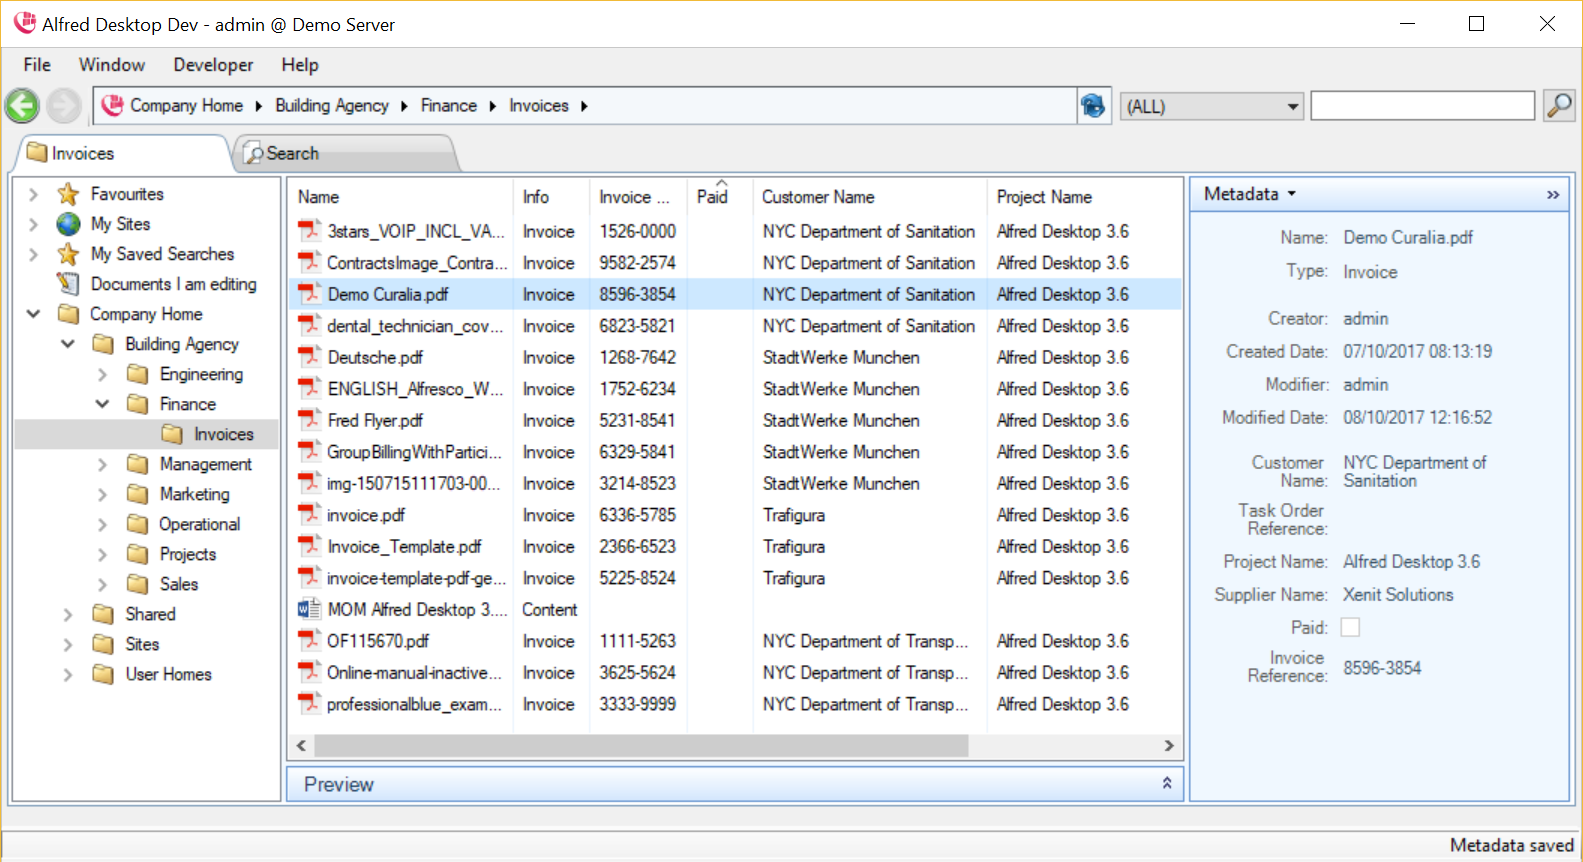 Alfred Desktop Dev - admin @ Demo Server
File Window Developer Help
Company Home Building Agency Finance Invoices
(ALL)
Invoices Search
Favourites
My Sites
My Saved Searches
Documents I am editing
Company Home
Building Agency
Engineering
Finance
Invoices
Management
Marketing
Operational
Projects
Sales
Shared
Sites
User Homes
Name Info Invoice ... Paid Customer Name Project Name
3stars_VOIP_INCL_VA... Invoice 1526-0000 NYC Department of Sanitation Alfred Desktop 3.6
ContractsImage_Contra... Invoice 9582-2574 NYC Department of Sanitation Alfred Desktop 3.6
Demo Curalia.pdf Invoice 8596-3854 NYC Department of Sanitation Alfred Desktop 3.6
dental_technician_cov... Invoice 6823-5821 NYC Department of Sanitation Alfred Desktop 3.6
Deutsche.pdf Invoice 1268-7642 StadtWerke Munchen Alfred Desktop 3.6
ENGLISH_Alfresco_W... Invoice 1752-6234 StadtWerke Munchen Alfred Desktop 3.6
Fred Flyer.pdf Invoice 5231-8541 StadtWerke Munchen Alfred Desktop 3.6
GroupBillingWithPartici... Invoice 6329-5841 StadtWerke Munchen Alfred Desktop 3.6
img-150715111703-00... Invoice 3214-8523 StadtWerke Munchen Alfred Desktop 3.6
invoice.pdf Invoice 6336-5785 Trafigura Alfred Desktop 3.6
Invoice_Template.pdf Invoice 2366-6523 Trafigura Alfred Desktop 3.6
invoice-template-pdf-ge... Invoice 5225-8524 Trafigura Alfred Desktop 3.6
MOM Alfred Desktop 3.... Content
OF115670.pdf Invoice 1111-5263 NYC Department of Transp... Alfred Desktop 3.6
Online-manual-inactive... Invoice 3625-5624 NYC Department of Transp... Alfred Desktop 3.6
professionalblue_exam... Invoice 3333-9999 NYC Department of Transp... Alfred Desktop 3.6
Preview
Metadata
Name: Demo Curalia.pdf
Type: Invoice
Creator: admin
Created Date: 07/10/2017 08:13:19
Modifier: admin
Modified Date: 08/10/2017 12:16:52
Customer NYC Department of
Name: Sanitation
Task Order
Reference:
Project Name: Alfred Desktop 3.6
Supplier Name: Xenit Solutions
Paid:
Invoice
Reference: 8596-3854
Metadata saved